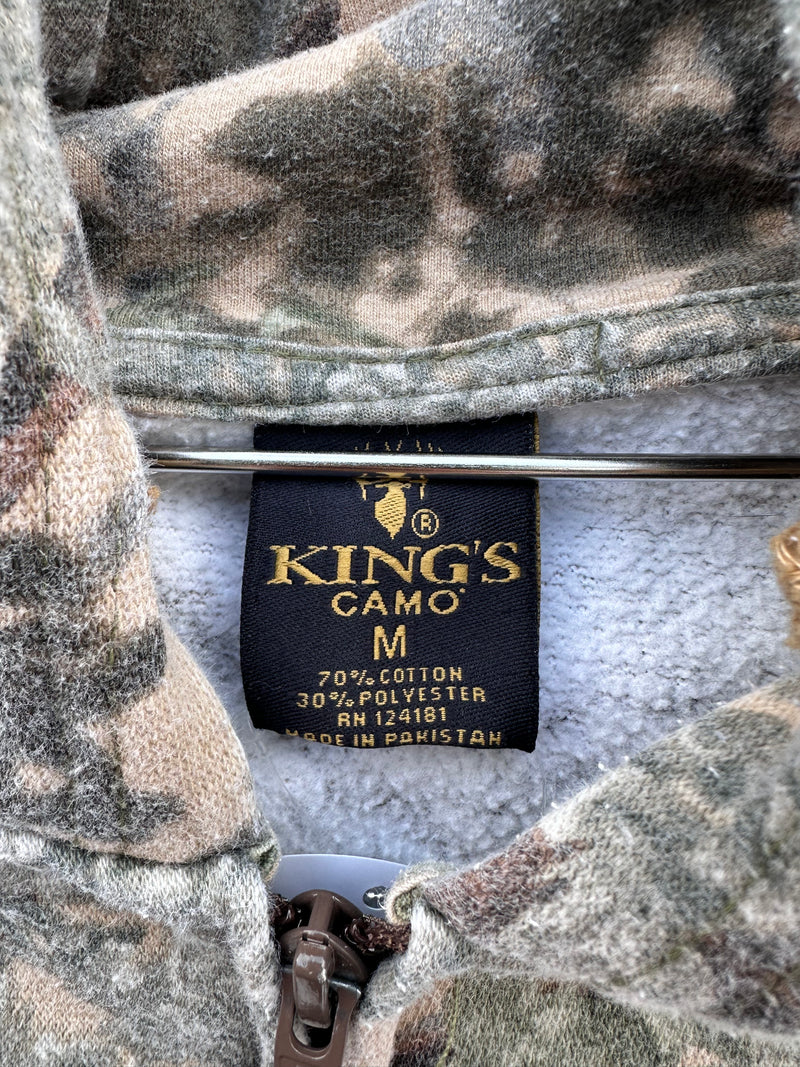 ®
KING'S
CAMO
M
70% COTTON
30% POLYESTER
RN 124181
MADE IN PAKISTAN